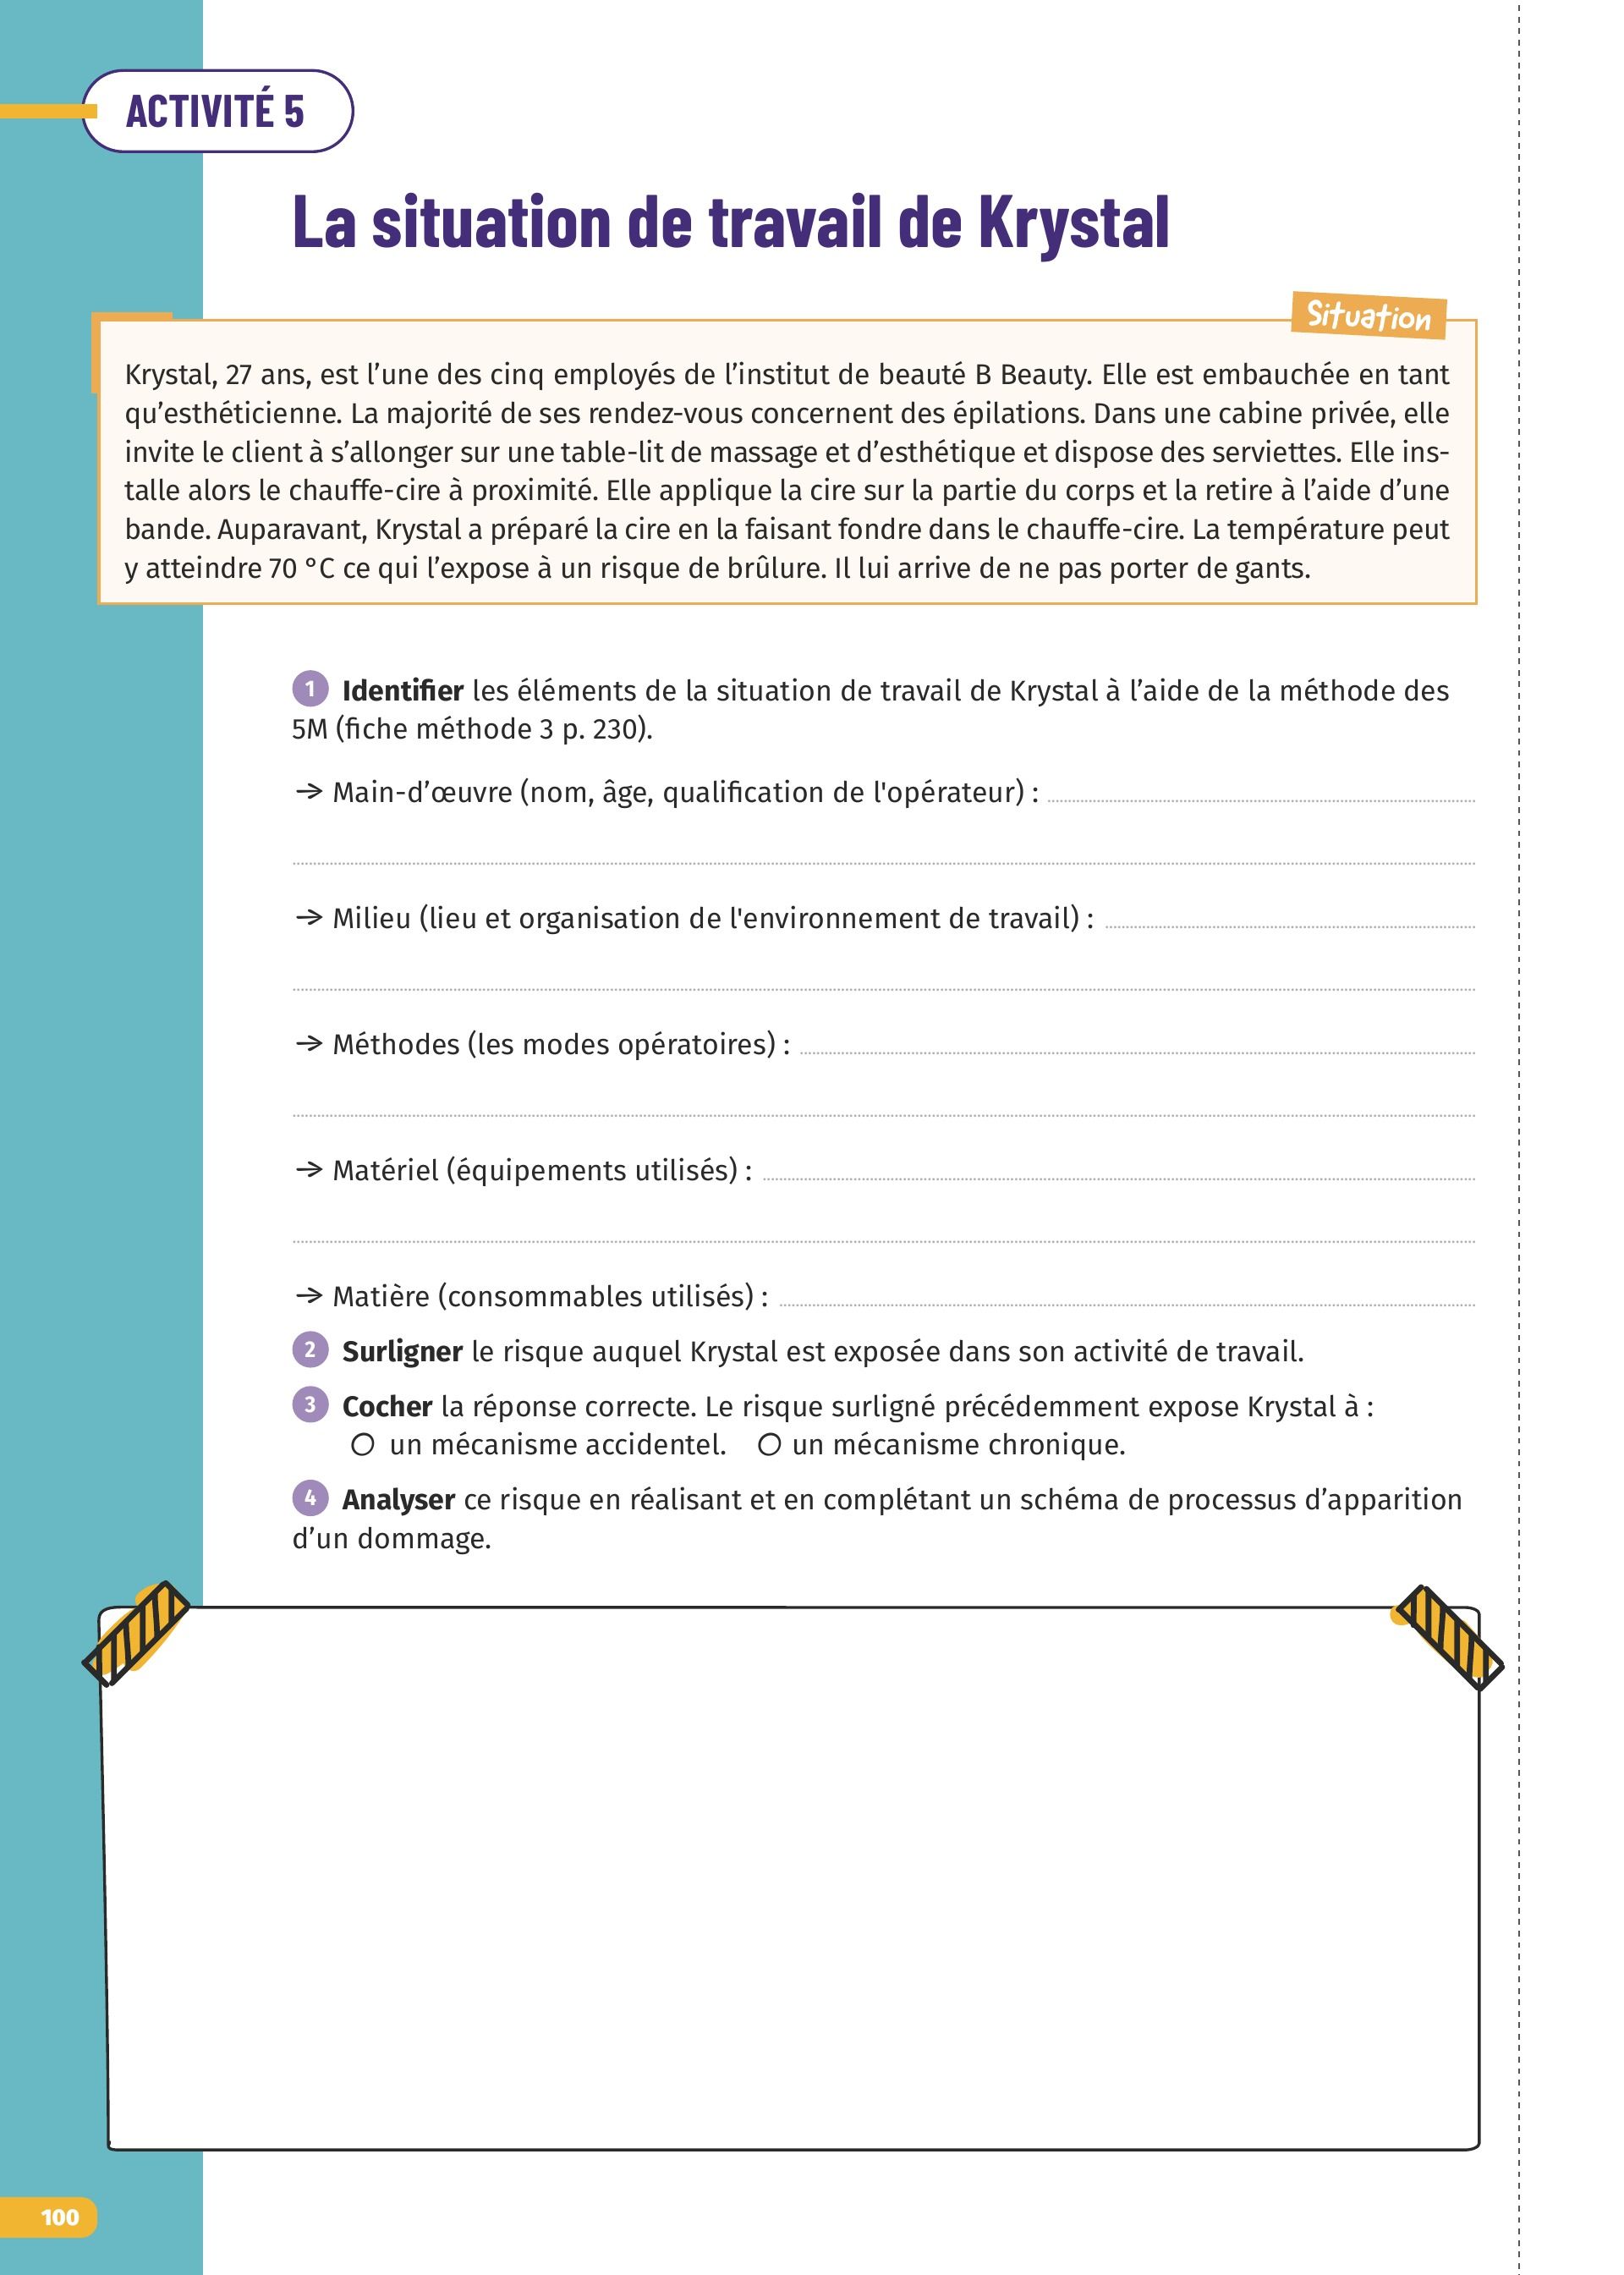 ACTIVITÉ 5
La situation de travail de Krystal
Situation
Krystal, 27 ans, est l’une des cinq employés de l’institut de beauté B Beauty. Elle est embauchée en tant
qu’esthéticienne. La majorité de ses rendez-vous concernent des épilations. Dans une cabine privée, elle
invite le client à s’allonger sur une table-lit de massage et d’esthétique et dispose des serviettes. Elle ins-
talle alors le chauffe-cire à proximité. Elle applique la cire sur la partie du corps et la retire à l’aide d’une
bande. Auparavant, Krystal a préparé la cire en la faisant fondre dans le chauffe-cire. La température peut
y atteindre 70 °C ce qui l’expose à un risque de brûlure. Il lui arrive de ne pas porter de gants.
1 Identifier les éléments de la situation de travail de Krystal à l’aide de la méthode des
5M (fiche méthode 3 p. 230).
→ Main-d’œuvre (nom, âge, qualification de l'opérateur) :
→ Milieu (lieu et organisation de l'environnement de travail) :
→ Méthodes (les modes opératoires) :
→ Matériel (équipements utilisés) :
→ Matière (consommables utilisés) :
2 Surligner le risque auquel Krystal est exposée dans son activité de travail.
3 Cocher la réponse correcte. Le risque surligné précédemment expose Krystal à :
○ un mécanisme accidentel. ○ un mécanisme chronique.
4 Analyser ce risque en réalisant et en complétant un schéma de processus d’apparition
d’un dommage.
100